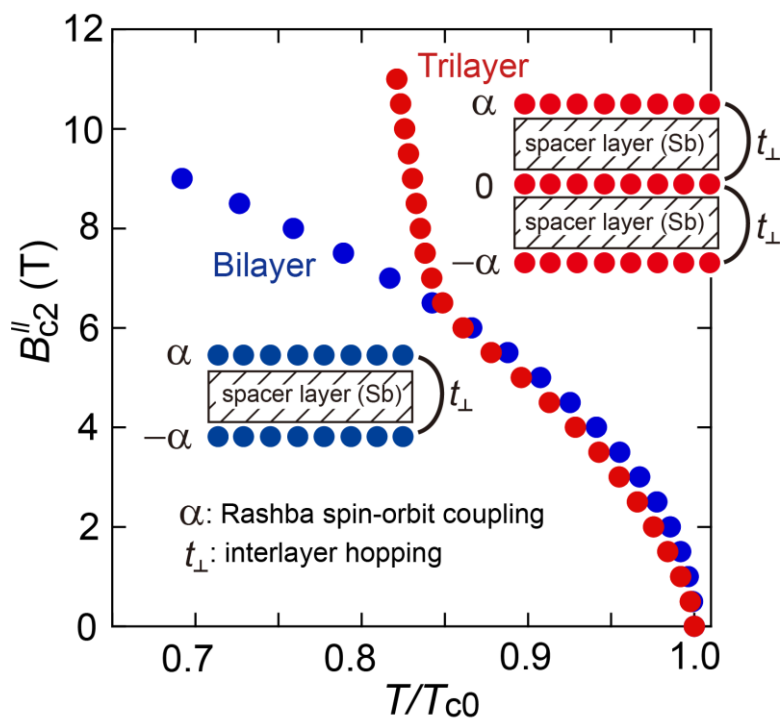 12
10
8
6
4
2
0
B∥c2 (T)
0.7
0.8
0.9
1.0
T/Tc0
Trilayer
α
spacer layer (Sb)
t⊥
0
spacer layer (Sb)
t⊥
−α
Bilayer
α
spacer layer (Sb)
t⊥
−α
α: Rashba spin-orbit coupling
t⊥: interlayer hopping